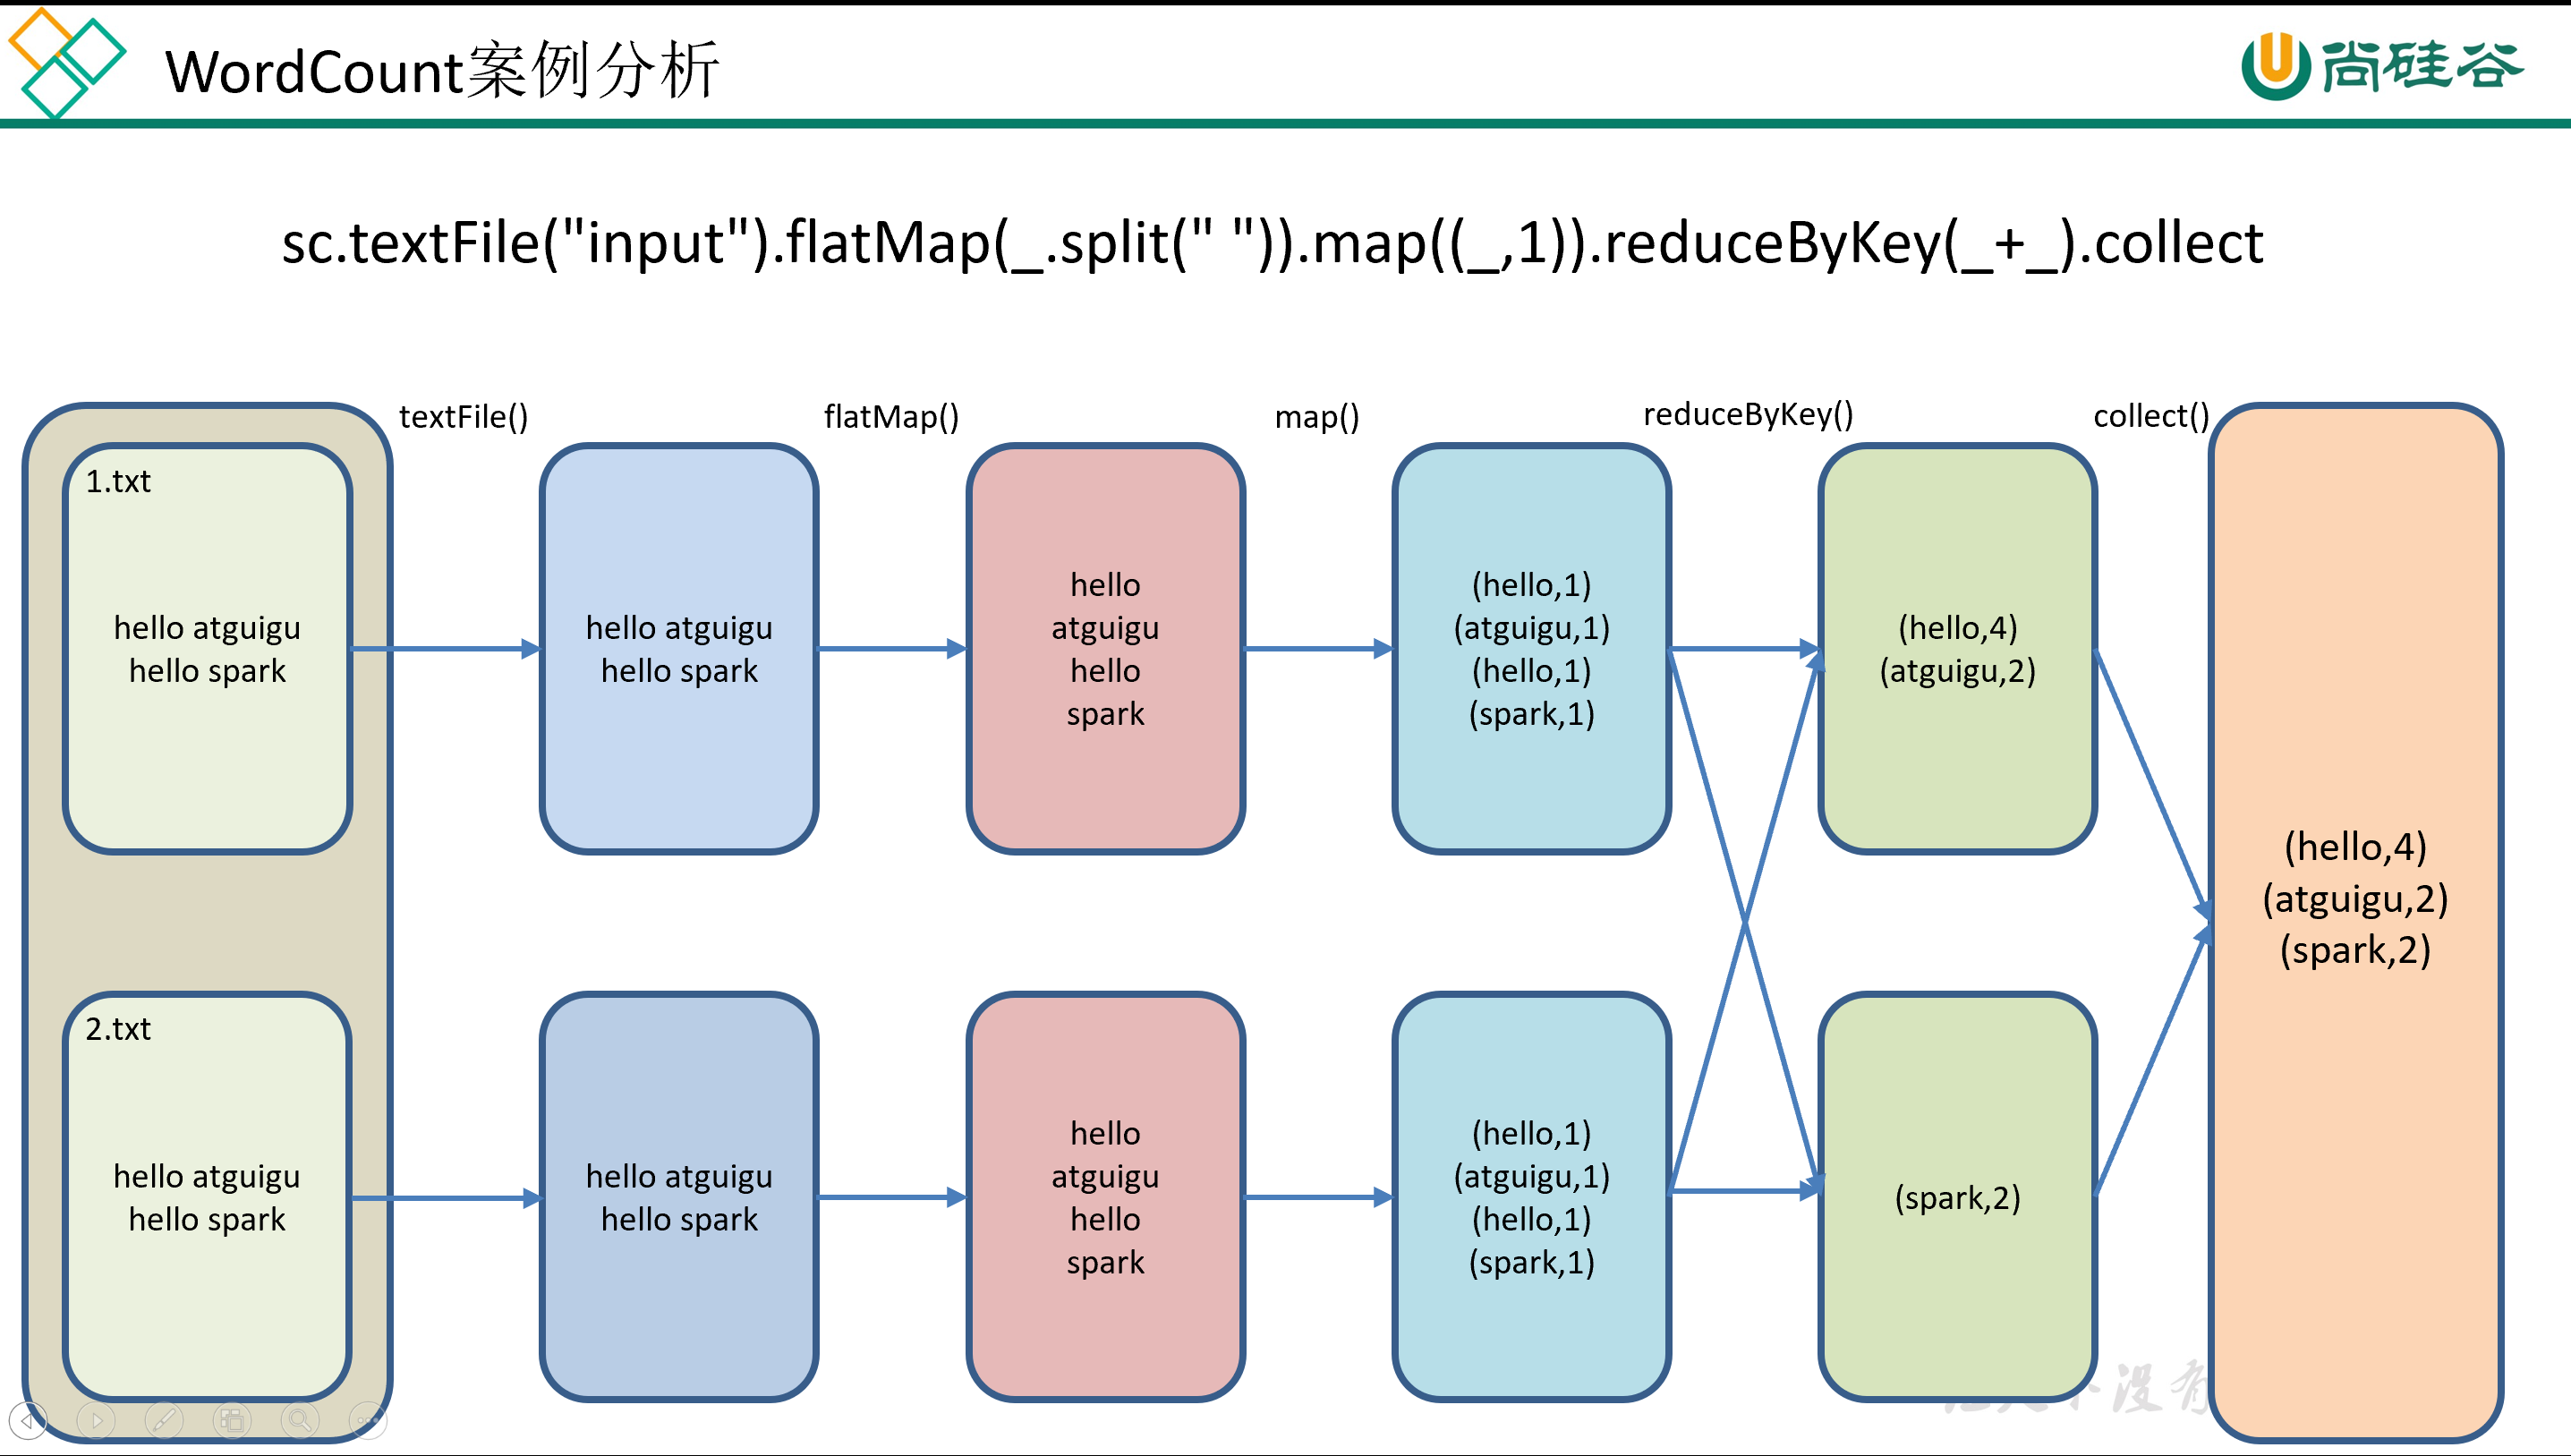 WordCount案例分析
尚硅谷
sc.textFile("input").flatMap(_.split(" ")).map((_,1)).reduceByKey(_+_).collect
textFile()
flatMap()
map()
reduceByKey()
collect()
1.txt
hello atguigu
hello spark
hello atguigu
hello spark
hello
atguigu
hello
spark
(hello,1)
(atguigu,1)
(hello,1)
(spark,1)
(hello,4)
(atguigu,2)
(hello,4)
(atguigu,2)
(spark,2)
2.txt
hello atguigu
hello spark
hello atguigu
hello spark
hello
atguigu
hello
spark
(hello,1)
(atguigu,1)
(hello,1)
(spark,1)
(spark,2)
没有